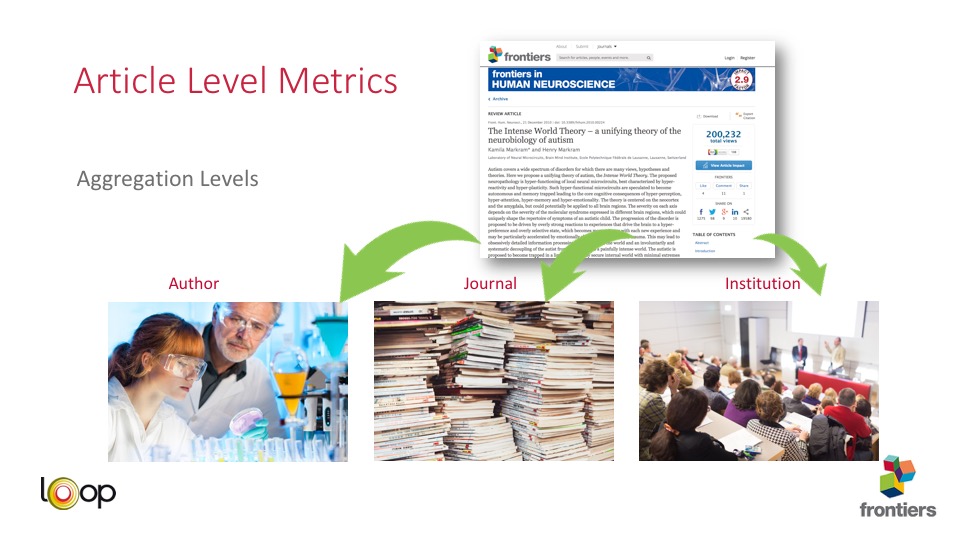 Article Level Metrics
Aggregation Levels
About Submit Journals
frontiers
Search for articles, people, events and more
Login Register
frontiers in
HUMAN NEUROSCIENCE
IMPACT
2.9
Archive
REVIEW ARTICLE
The Intense World Theory – a unifying theory of the
neurobiology of autism
Kamila Markram* and Henry Markram
Laboratory of Neural Microcircuits, Brain Mind Institute, Ecole Polytechnique Fédérale de Lausanne, Lausanne, Switzerland
Autism covers a wide spectrum of disorders for which there are many views, hypotheses and
theories. Here we propose a unifying theory of autism, the Intense World Theory. The proposed
neuropathology is hyper-functioning of local neural microcircuits, best characterized by hyper-
reactivity and hyper-plasticity. Such hyper-functional microcircuits are speculated to become
autonomous and memory trapped leading to the core cognitive consequences of hyper-perception,
hyper-attention, hyper-memory and hyper-emotionality. The theory is centered on the neocortex
and the amygdala, but could potentially be applied to all brain regions. The severity on each axis
depends on the severity of the molecular syndrome expressed in different brain regions, which could
uniquely shape the repertoire of symptoms of an autistic child. The progression of the disorder is
proposed to be driven by overly strong reactions to experiences that drive the brain to a hyper-
preference and overly selective state, which becomes with each new experience and
may be particularly accelerated by emotionally This may lead to
obsessively detailed information processing world and an involuntarily and
systematic decoupling of the autist painfully intense world. The autistic is
proposed to become trapped in a secure internal world with minimal extremes
Download
Export
Citation
200,232
total views
View Article Impact
FRONTIERS
Like Comment Share
4 11 1
SHARE ON
TABLE OF CONTENTS
Abstract
Introduction
Author
Journal
Institution
loop
frontiers